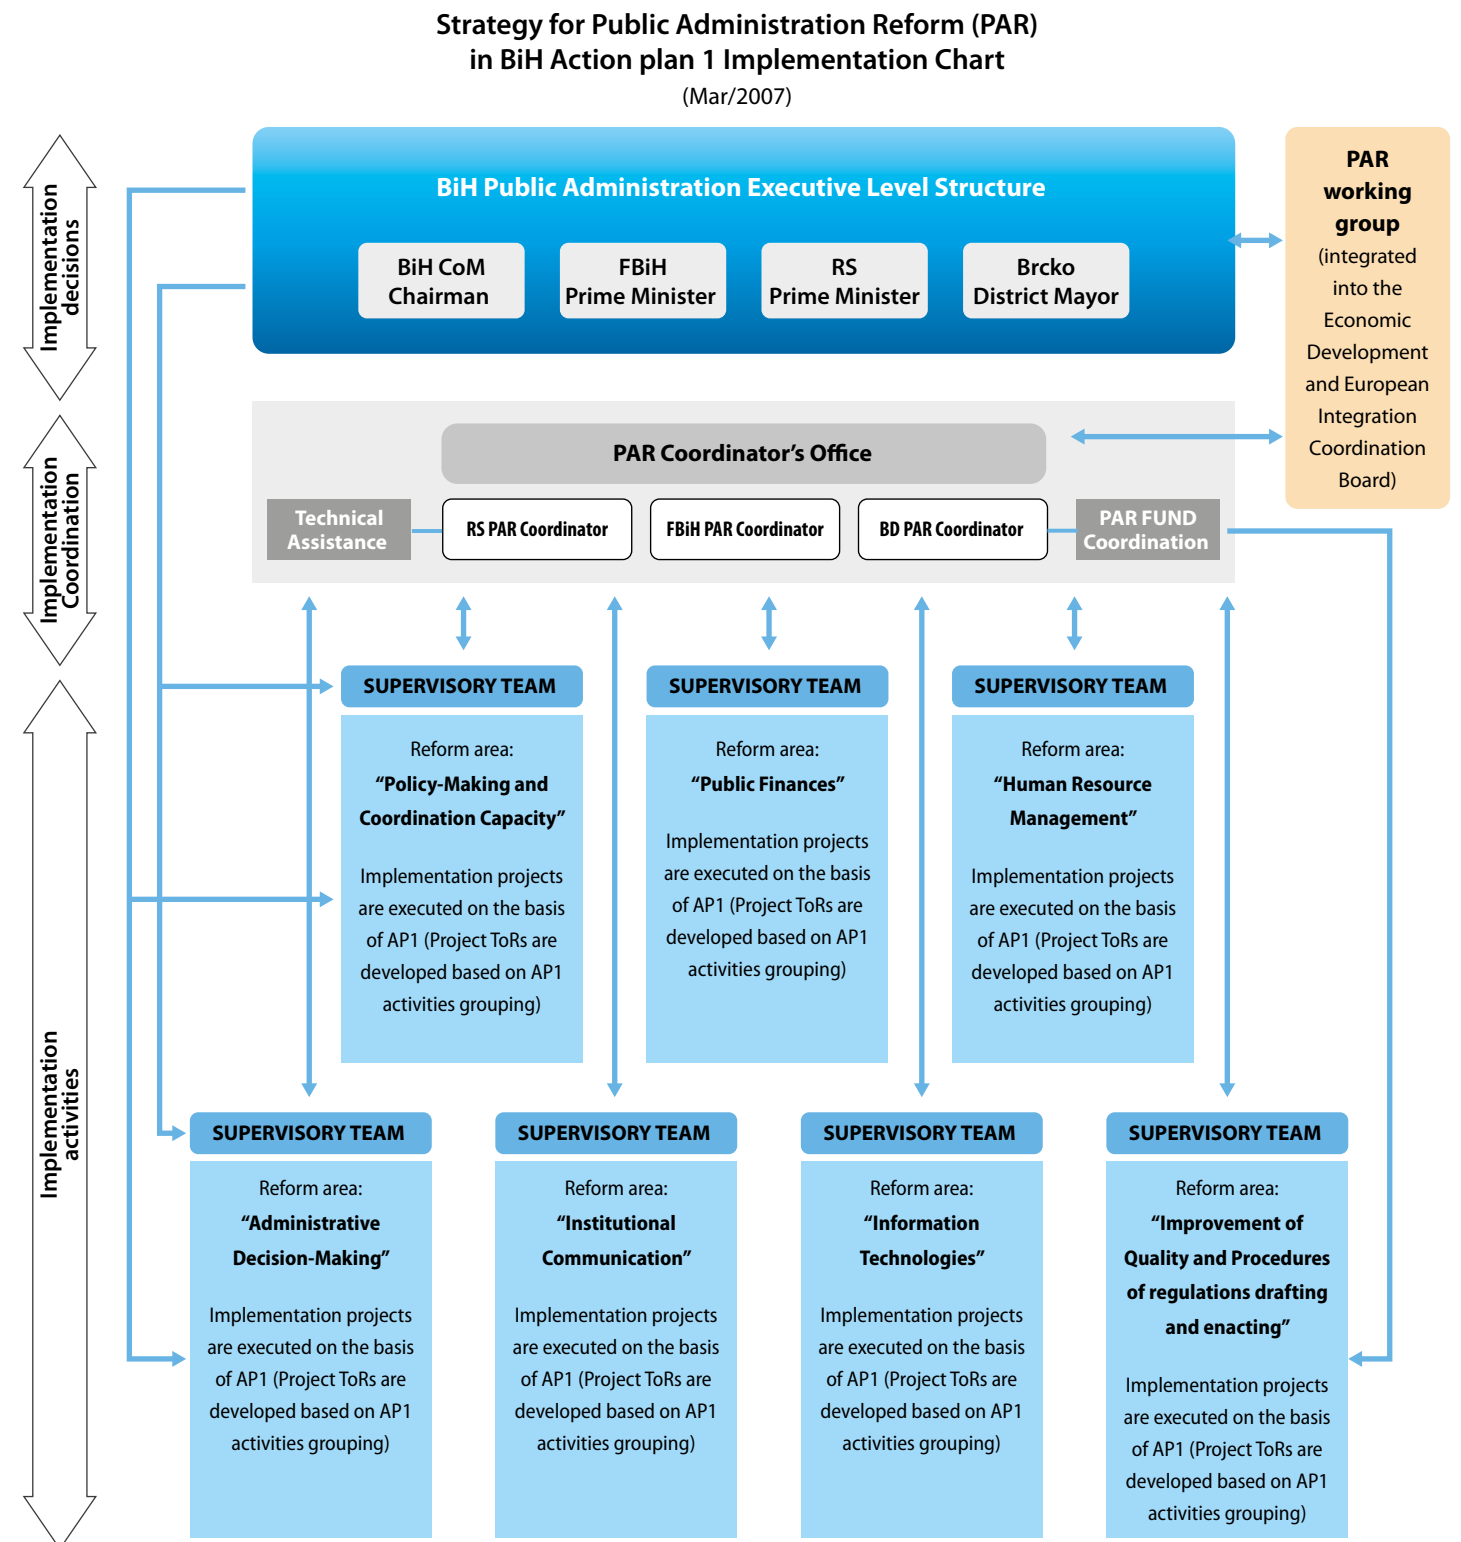 Strategy for Public Administration Reform (PAR)
in BiH Action plan 1 Implementation Chart
(Mar/2007)
Implementation
decisions
BiH Public Administration Executive Level Structure
BiH CoM
Chairman
FBiH
Prime Minister
RS
Prime Minister
Brcko
District Mayor
PAR
working
group
(integrated
into the
Economic
Development
and European
Integration
Coordination
Board)
Implementation
Coordination
PAR Coordinator’s Office
Technical
Assistance
RS PAR Coordinator
FBiH PAR Coordinator
BD PAR Coordinator
PAR FUND
Coordination
Implementation
activities
SUPERVISORY TEAM
Reform area:
“Policy-Making and
Coordination Capacity”
Implementation projects
are executed on the basis
of AP1 (Project ToRs are
developed based on AP1
activities grouping)
SUPERVISORY TEAM
Reform area:
“Public Finances”
Implementation projects
are executed on the basis
of AP1 (Project ToRs are
developed based on AP1
activities grouping)
SUPERVISORY TEAM
Reform area:
“Human Resource
Management”
Implementation projects
are executed on the basis
of AP1 (Project ToRs are
developed based on AP1
activities grouping)
SUPERVISORY TEAM
Reform area:
“Administrative
Decision-Making”
Implementation projects
are executed on the basis
of AP1 (Project ToRs are
developed based on AP1
activities grouping)
SUPERVISORY TEAM
Reform area:
“Institutional
Communication”
Implementation projects
are executed on the basis
of AP1 (Project ToRs are
developed based on AP1
activities grouping)
SUPERVISORY TEAM
Reform area:
“Information
Technologies”
Implementation projects
are executed on the basis
of AP1 (Project ToRs are
developed based on AP1
activities grouping)
SUPERVISORY TEAM
Reform area:
“Improvement of
Quality and Procedures
of regulations drafting
and enacting”
Implementation projects
are executed on the basis
of AP1 (Project ToRs are
developed based on AP1
activities grouping)